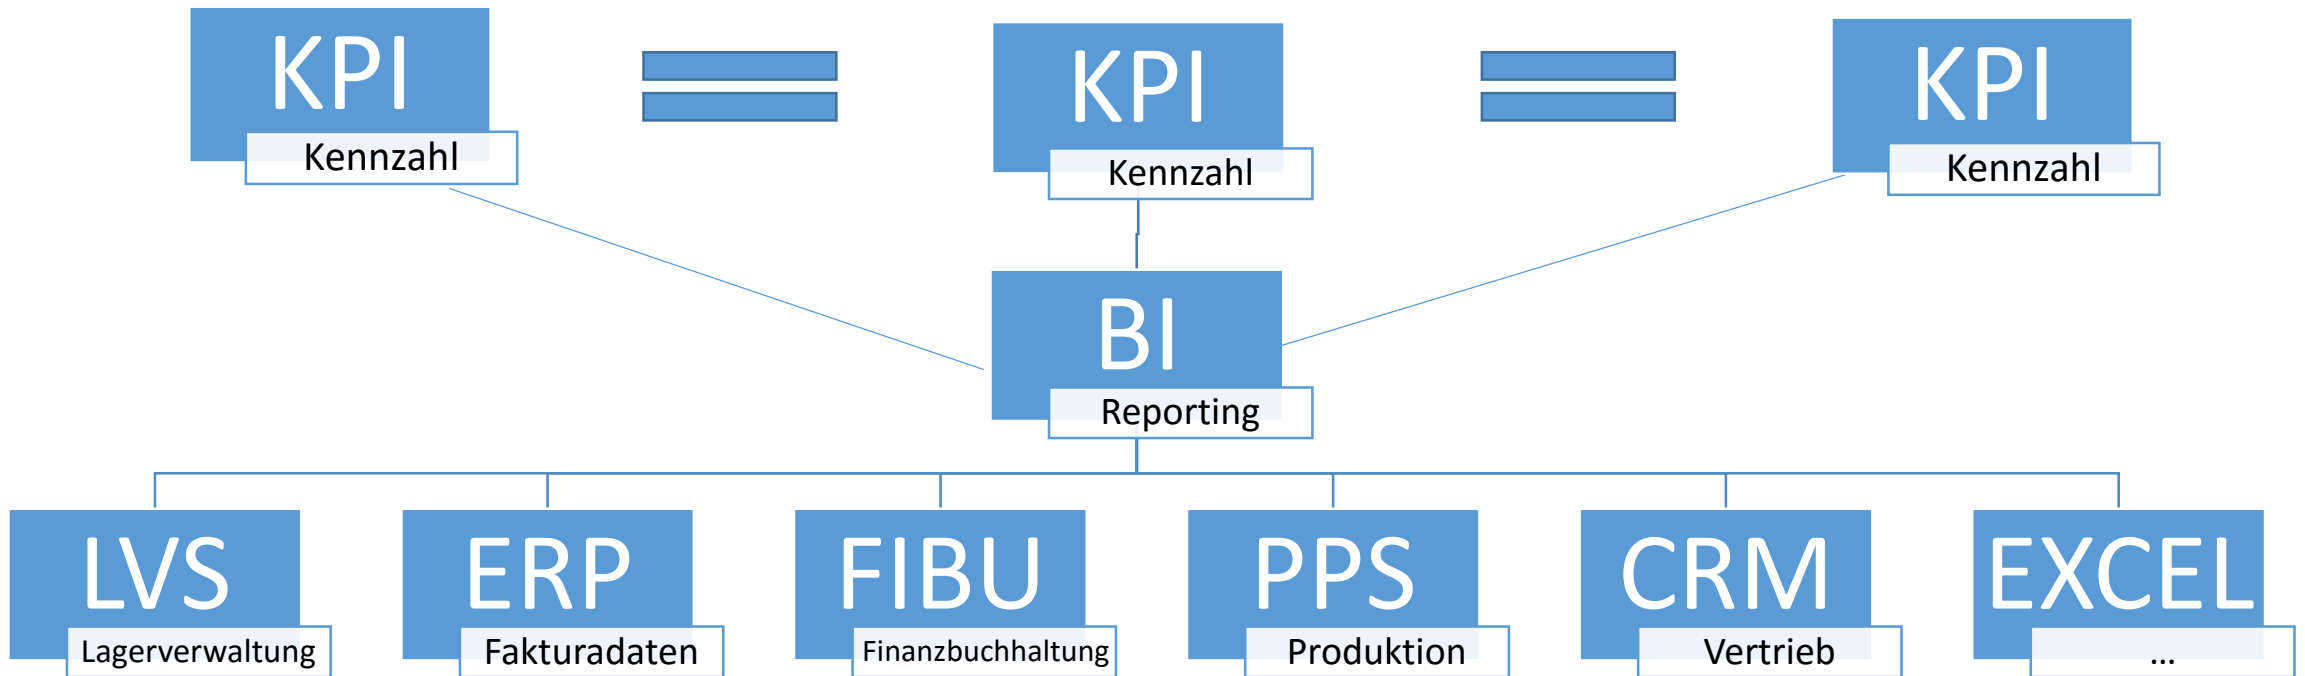 KPI
Kennzahl
KPI
Kennzahl
KPI
Kennzahl
BI
Reporting
LVS
Lagerverwaltung
ERP
Fakturadaten
FIBU
Finanzbuchhaltung
PPS
Produktion
CRM
Vertrieb
EXCEL
...